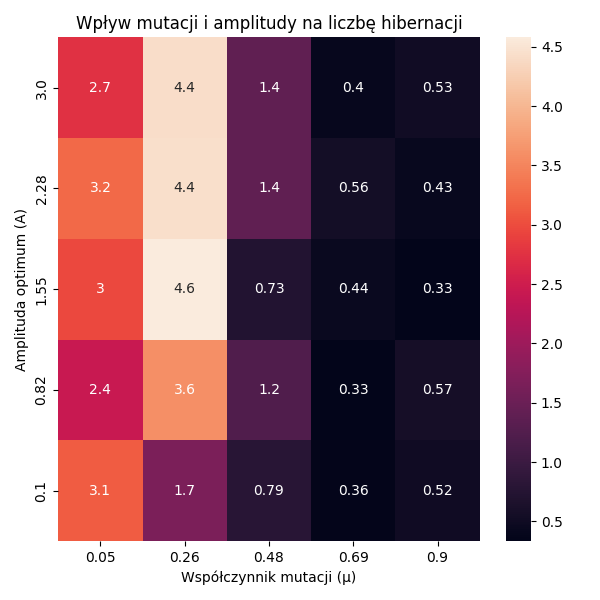 Wpływ mutacji i amplitudy na liczbę hibernacji
Amplituda optimum (A)
3.0 2.7 4.4 1.4 0.4 0.53
2.28 3.2 4.4 1.4 0.56 0.43
1.55 3 4.6 0.73 0.44 0.33
0.82 2.4 3.6 1.2 0.33 0.57
0.1 3.1 1.7 0.79 0.36 0.52
0.05 0.26 0.48 0.69 0.9
Współczynnik mutacji (μ)
4.5
4.0
3.5
3.0
2.5
2.0
1.5
1.0
0.5